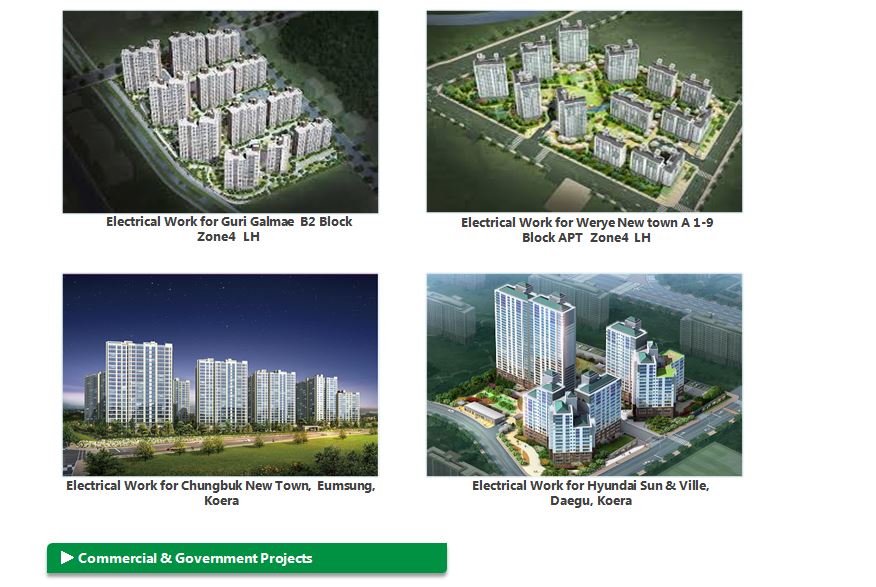 Electrical Work for Guri Galmae B2 Block
Zone4 LH
Electrical Work for Werye New town A 1-9
Block APT Zone4 LH
Electrical Work for Chungbuk New Town, Eumsung,
Koera
Electrical Work for Hyundai Sun & Ville,
Daegu, Koera
Commercial & Government Projects